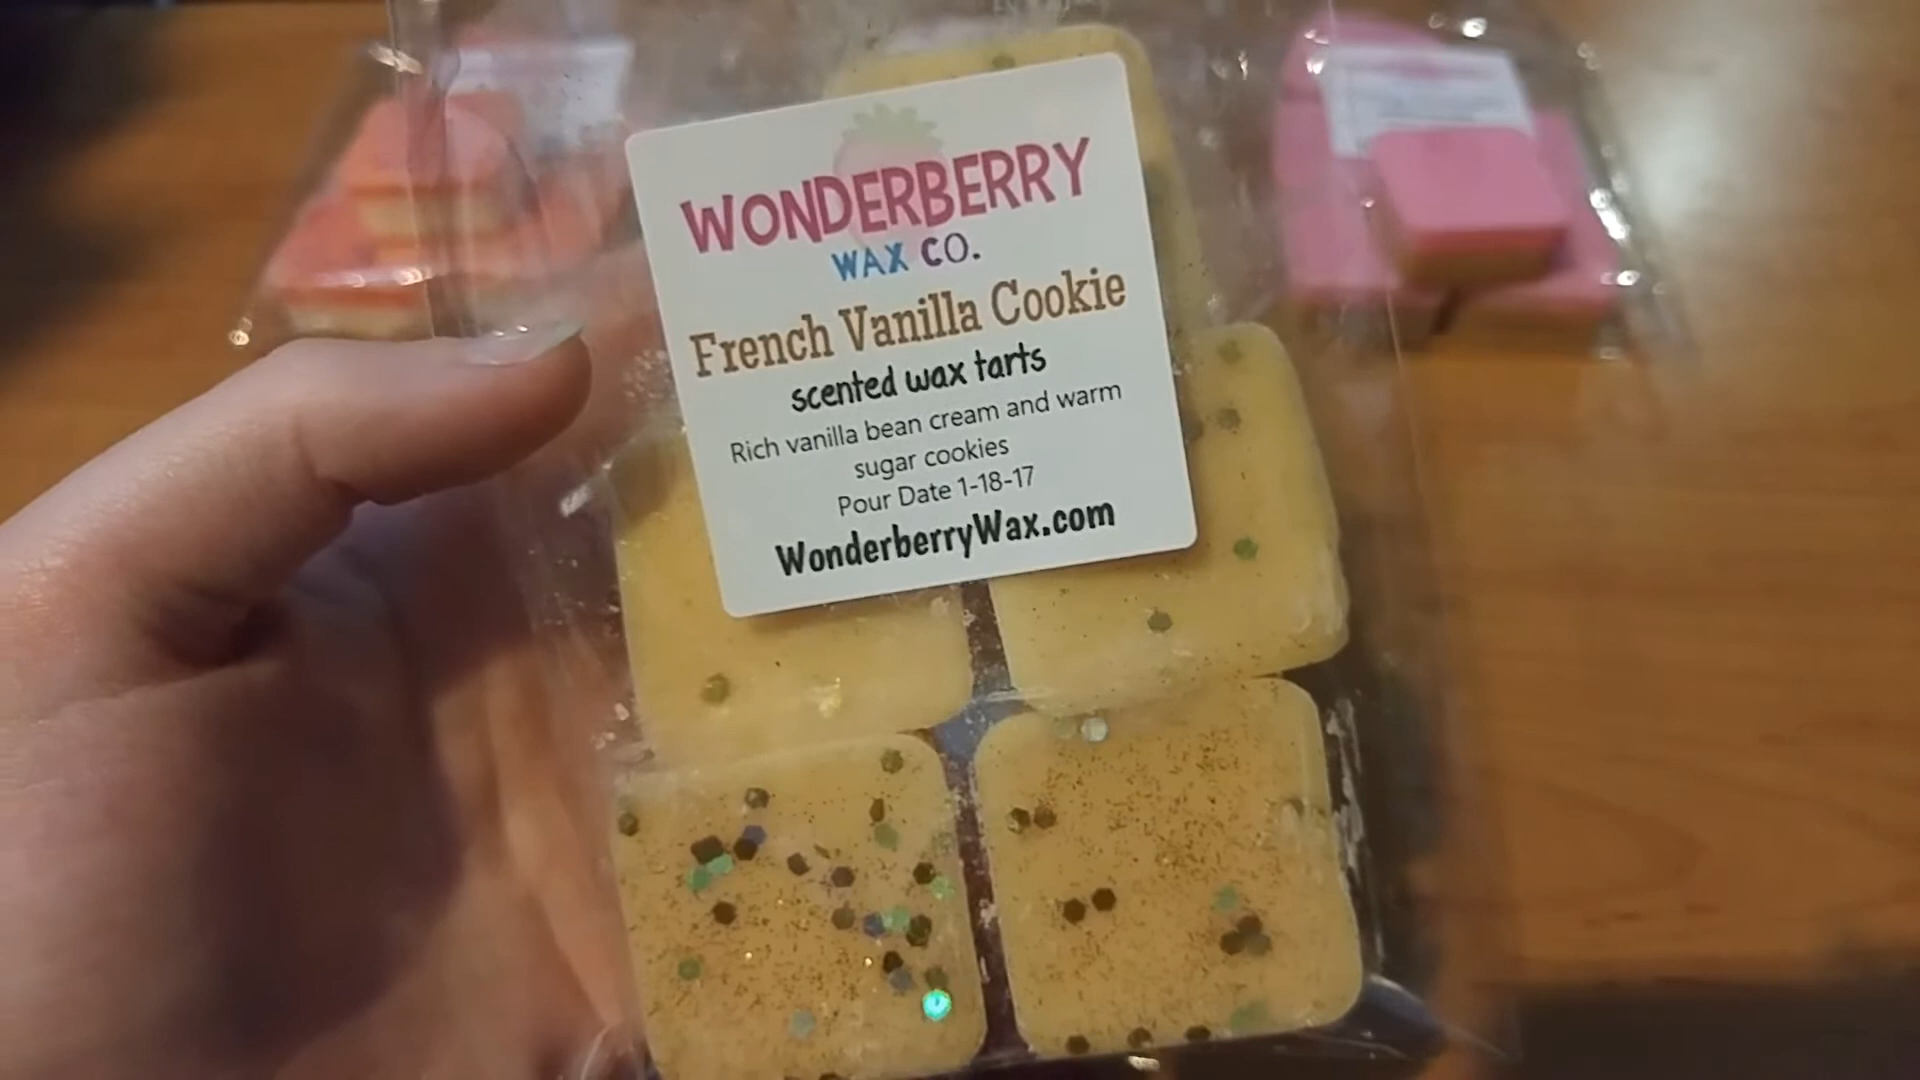 WONDERBERRY
WAX CO.
French Vanilla Cookie
scented wax tarts
Rich vanilla bean cream and warm
sugar cookies
Pour Date 1-18-17
WonderberryWax.com